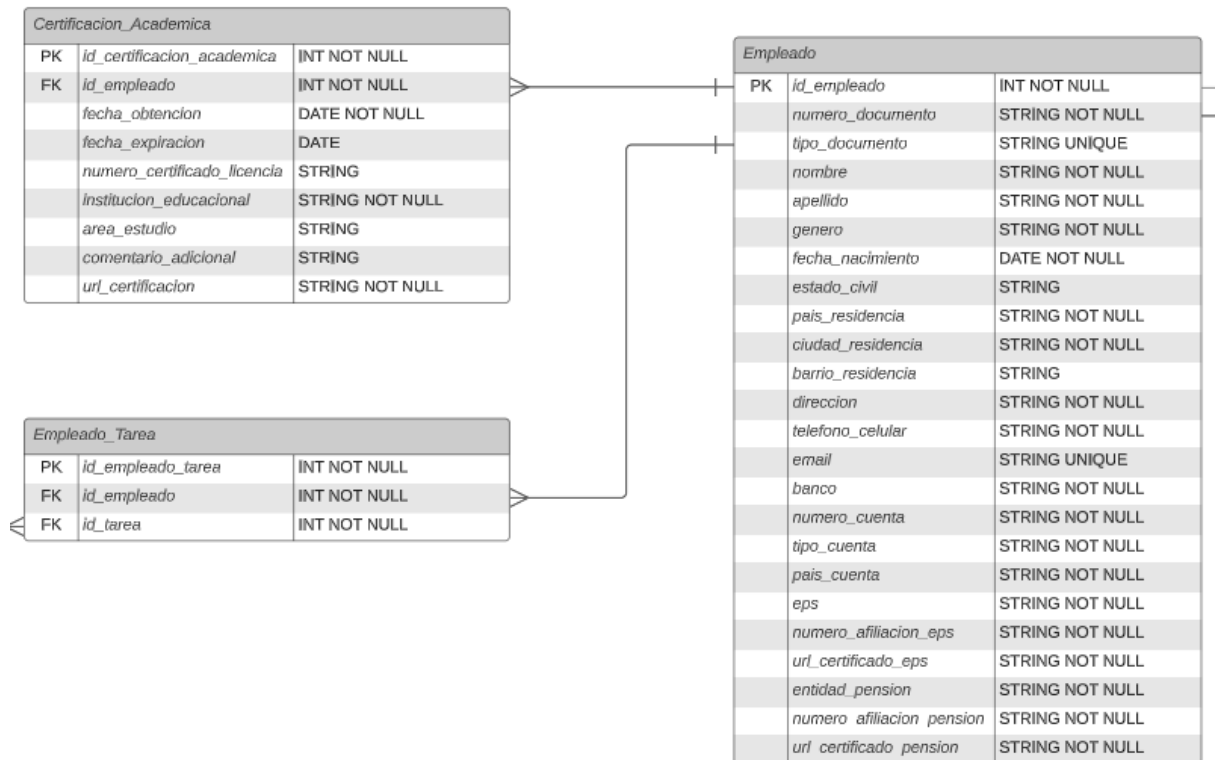 Certificacion_Academica
PK id_certificacion_academica INT NOT NULL
FK id_empleado INT NOT NULL
fecha_obtencion DATE NOT NULL
fecha_expiracion DATE
numero_certificado_licencia STRING
institucion_educacional STRING NOT NULL
area_estudio STRING
comentario_adicional STRING
url_certificacion STRING NOT NULL
Empleado_Tarea
PK id_empleado_tarea INT NOT NULL
FK id_empleado INT NOT NULL
FK id_tarea INT NOT NULL
Empleado
PK id_empleado INT NOT NULL
numero_documento STRING NOT NULL
tipo_documento STRING UNIQUE
nombre STRING NOT NULL
apellido STRING NOT NULL
genero STRING NOT NULL
fecha_nacimiento DATE NOT NULL
estado_civil STRING
pais_residencia STRING NOT NULL
ciudad_residencia STRING NOT NULL
barrio_residencia STRING
direccion STRING NOT NULL
telefono_celular STRING NOT NULL
email STRING UNIQUE
banco STRING NOT NULL
numero_cuenta STRING NOT NULL
tipo_cuenta STRING NOT NULL
pais_cuenta STRING NOT NULL
eps STRING NOT NULL
numero_afiliacion_eps STRING NOT NULL
url_certificado_eps STRING NOT NULL
entidad_pension STRING NOT NULL
numero_afiliacion_pension STRING NOT NULL
url_certificado_pension STRING NOT NULL